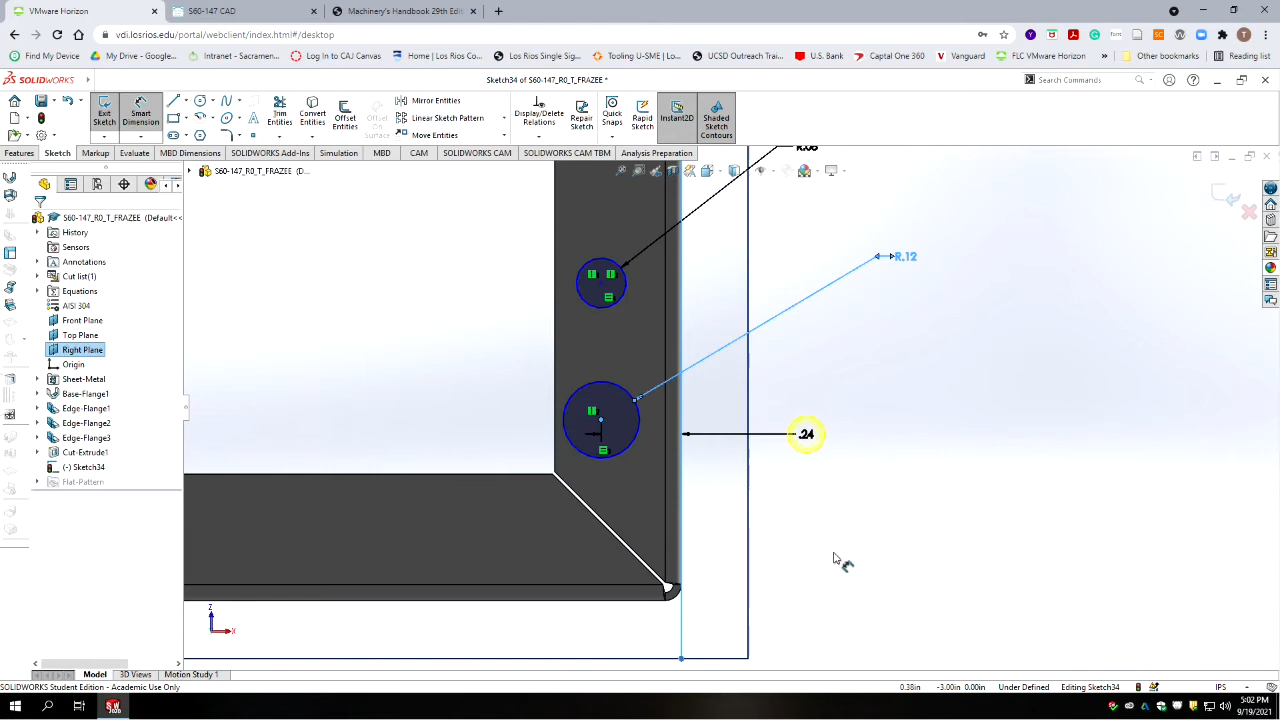 VMware Horizon
S60-147 CAD
Machinery's Handbook 29th Editi
vdi.losrios.edu/portal/webclient/index.html#/desktop
Find My Device
My Drive - Google...
Intranet - Sacramen...
Log In to CAJ Canvas
Home | Los Rios Co...
Los Rios Single Sig...
Tooling U-SME | Lo...
UCSD Outreach Trai...
U.S. Bank
Captal One 360
Vanguard
FLC VMware Horizon
Other bookmarks
Reading list
SOLIDWORKS
Sketch34 of S60-147_R0_T_FRAZEE *
Search Commands
Exit Sketch
Smart Dimension
Trim Entities
Convert Entities
Offset Entities
Offset On Surface
Mirror Entities
Linear Sketch Pattern
Move Entities
Display/Delete Relations
Repair Sketch
Quick Snaps
Rapid Sketch
Instant2D
Shaded Sketch Contours
Features
Sketch
Markup
Evaluate
MBD Dimensions
SOLIDWORKS Add-Ins
Simulation
MBD
CAM
SOLIDWORKS CAM
SOLIDWORKS CAM TBM
Analysis Preparation
S60-147_R0_T_FRAZEE (D...
S60-147_R0_T_FRAZEE (Default<<
History
Sensors
Annotations
Cut list(1)
Equations
AISI 304
Front Plane
Top Plane
Right Plane
Origin
Sheet-Metal
Base-Flange1
Edge-Flange1
Edge-Flange2
Edge-Flange3
Cut-Extrude1
(-) Sketch34
Flat-Pattern
R.12
.24
Z
X
Model
3D Views
Motion Study 1
SOLIDWORKS Student Edition - Academic Use Only
0.38in
-3.00in
0.00in
Under Defined
Editing Sketch34
IPS
5:02 PM
9/19/2021